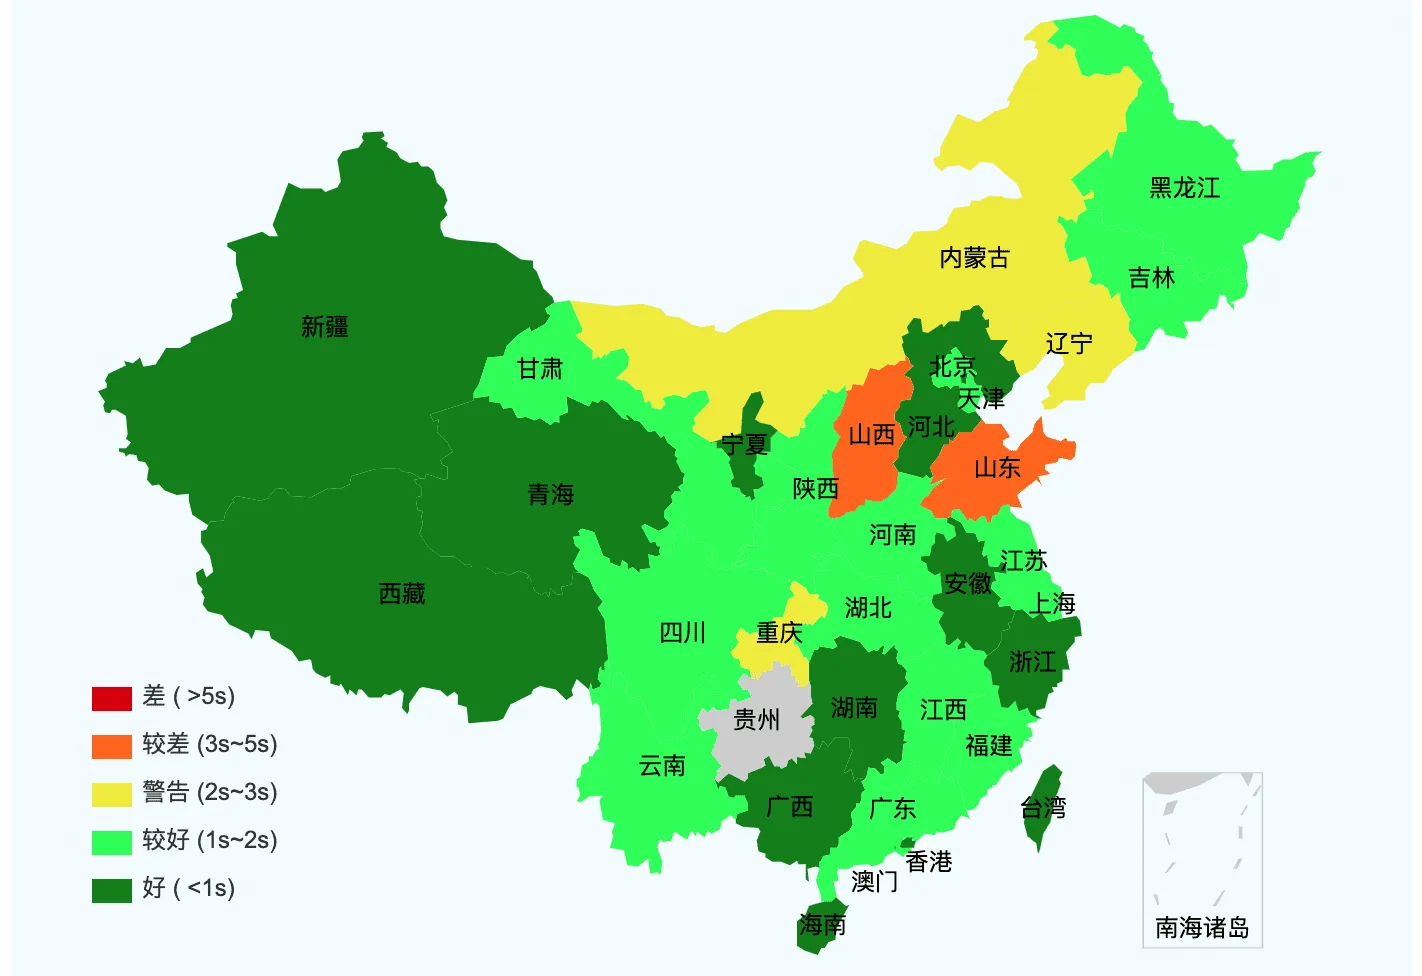 黑龙江
内蒙古
吉林
新疆
辽宁
甘肃
北京
天津
河北
山西
宁夏
山东
陕西
青海
河南
江苏
安徽
西藏
上海
湖北
四川
重庆
浙江
差 ( >5s)
湖南
江西
贵州
较差 (3s~5s)
福建
云南
警告 (2s~3s)
广西
广东
台湾
较好 (1s~2s)
香港
澳门
好 ( <1s)
海南
南海诸岛